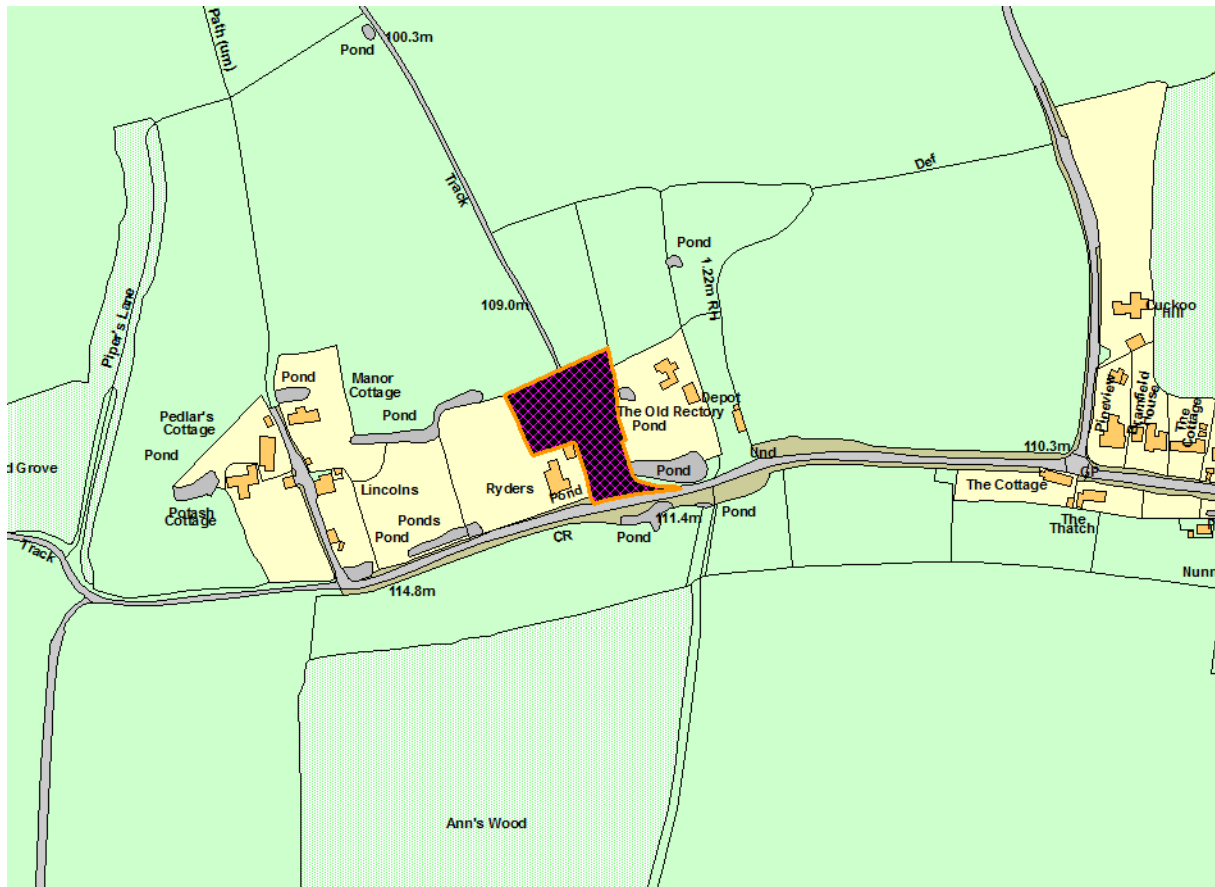 Path (um)
Pond
100.3m
Track
Def
Pond
1.22m RH
109.0m
Cuckoo
Hill
Piper's Lane
Pond
Manor
Cottage
Pond
Pedlar's
Cottage
Pond
The Old Rectory
Pond
Depot
Pineview
Bramfield
House
The
Cottage
d Grove
Pond
Und
110.3m
GP
Lincolns
Ryders
Pond
The Cottage
Potash
Cottage
Ponds
Pond
111.4m
Pond
The
Thatch
CR
Pond
Track
114.8m
Nunn
Ann's Wood